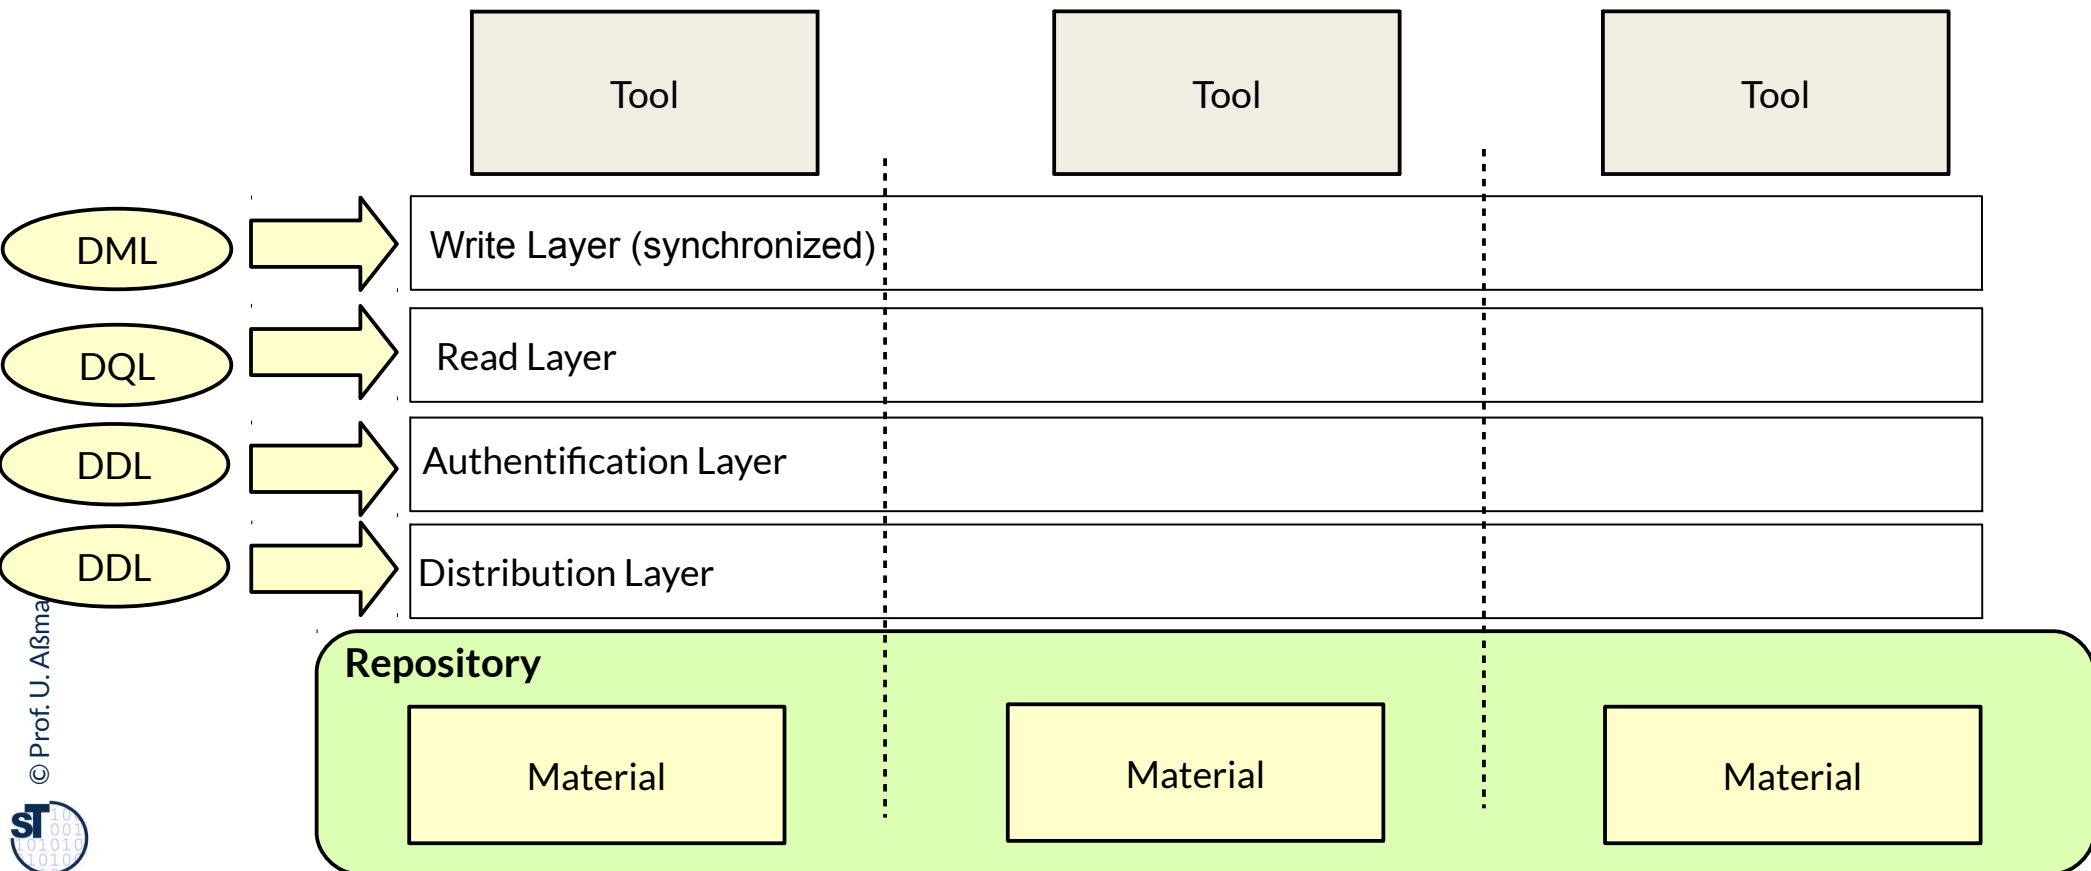 Tool
Tool
Tool
DML
Write Layer (synchronized)
DQL
Read Layer
DDL
Authentification Layer
DDL
Distribution Layer
Repository
Material
Material
Material
© Prof. U. Aßma
ST